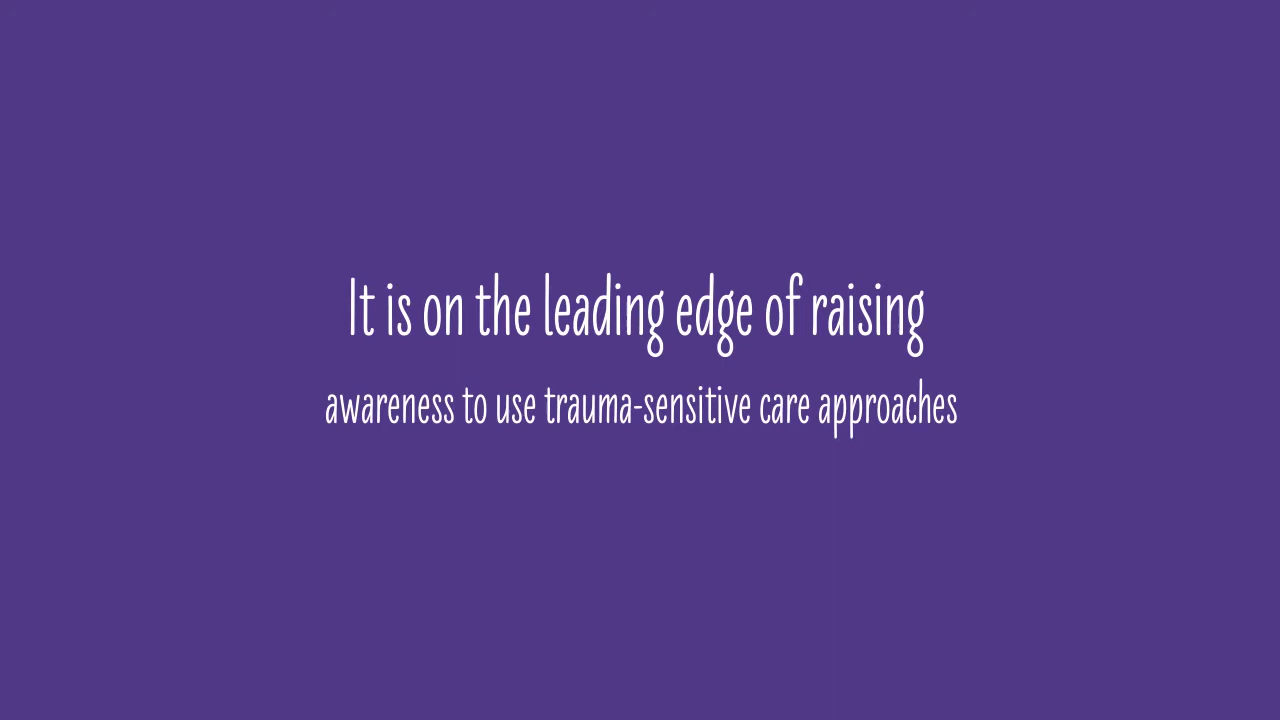 It is on the leading edge of raising
awareness to use trauma-sensitive care approaches